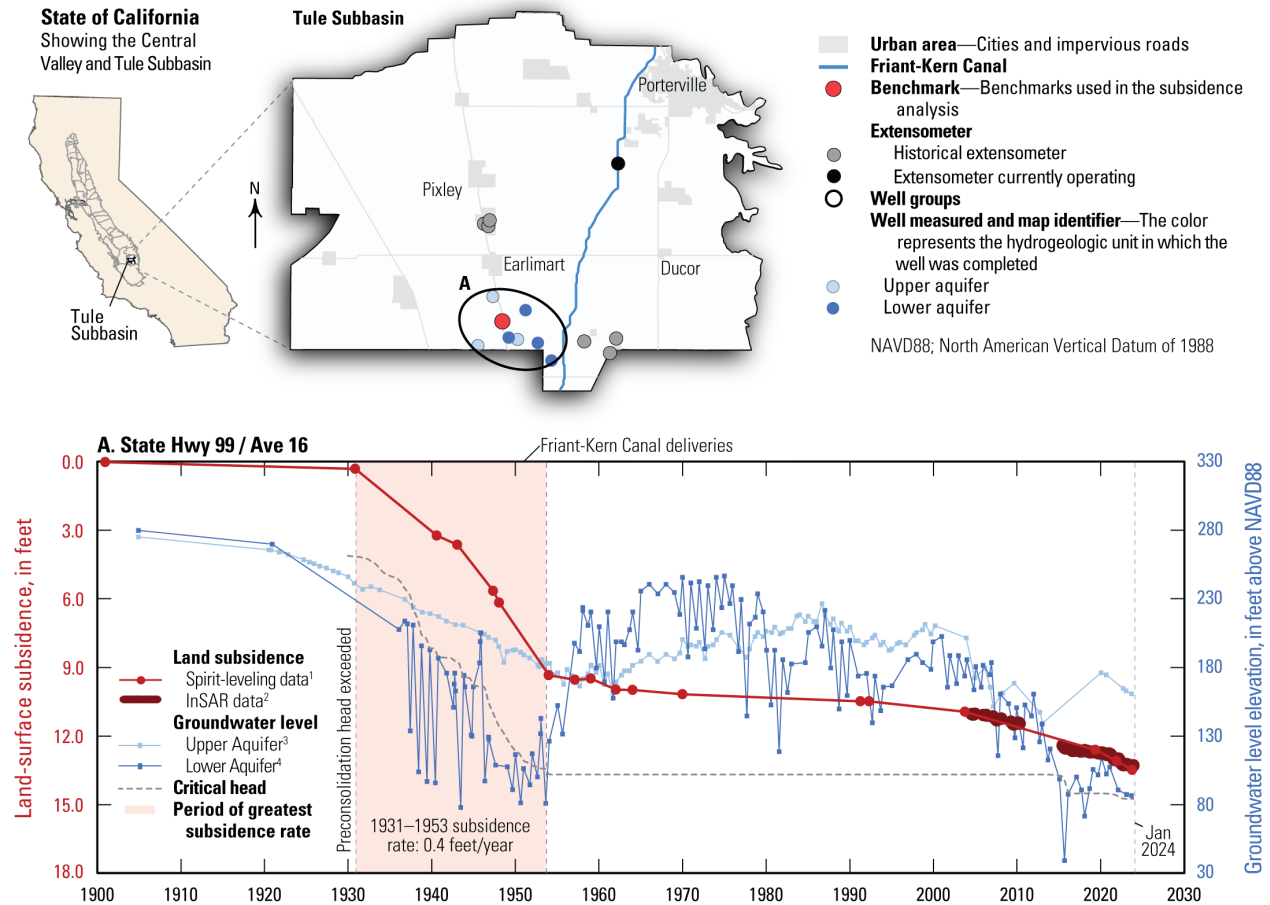 State of California
Showing the Central
Valley and Tule Subbasin
Tule
Subbasin
N
Tule Subbasin
Porterville
Pixley
Earlimart
Ducor
A
Urban area—Cities and impervious roads
Friant-Kern Canal
Benchmark—Benchmarks used in the subsidence
analysis
Extensometer
Historical extensometer
Extensometer currently operating
Well groups
Well measured and map identifier—The color
represents the hydrogeologic unit in which the
well was completed
Upper aquifer
Lower aquifer
NAVD88; North American Vertical Datum of 1988
A. State Hwy 99 / Ave 16
Friant-Kern Canal deliveries
Land-surface subsidence, in feet
0.0
3.0
6.0
9.0
12.0
15.0
18.0
Land subsidence
Spirit-leveling data¹
InSAR data²
Groundwater level
Upper Aquifer³
Lower Aquifer⁴
Critical head
Period of greatest
subsidence rate
Preconsolidation head exceeded
1931–1953 subsidence
rate: 0.4 feet/year
Jan
2024
330
280
230
180
130
80
30
Groundwater level elevation, in feet above NAVD88
1900 1910 1920 1930 1940 1950 1960 1970 1980 1990 2000 2010 2020 2030